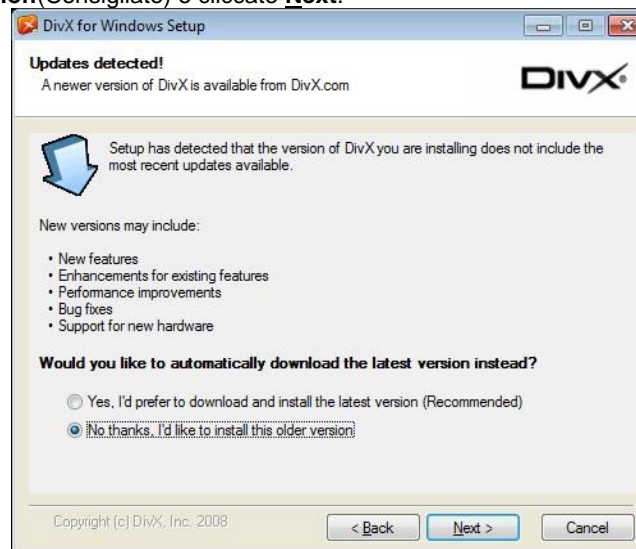 ion(Consigliato) e cliccate Next.
DivX for Windows Setup
Updates detected!
A newer version of DivX is available from DivX.com
DIVX
Setup has detected that the version of DivX you are installing does not include the
most recent updates available.
New versions may include:
• New features
• Enhancements for existing features
• Performance improvements
• Bug fixes
• Support for new hardware
Would you like to automatically download the latest version instead?
Yes, I'd prefer to download and install the latest version (Recommended)
No thanks, I'd like to install this older version
Copyright (c) DivX, Inc. 2008
< Back
Next >
Cancel